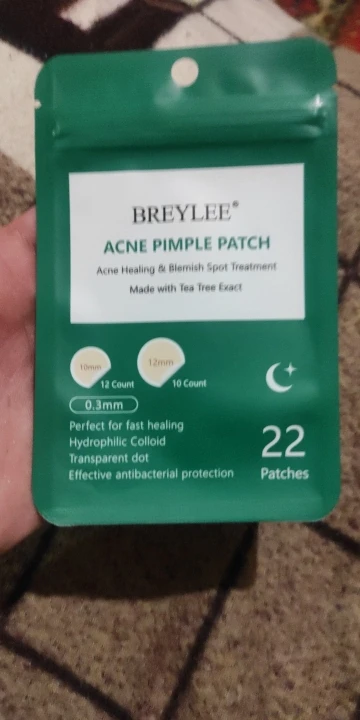 BREYLEE®
ACNE PIMPLE PATCH
Acne Healing & Blemish Spot Treatment
Made with Tea Tree Exact
10mm
12 Count
12mm
10 Count
0.3mm
Perfect for fast healing
Hydrophilic Colloid
Transparent dot
Effective antibacterial protection
22
Patches